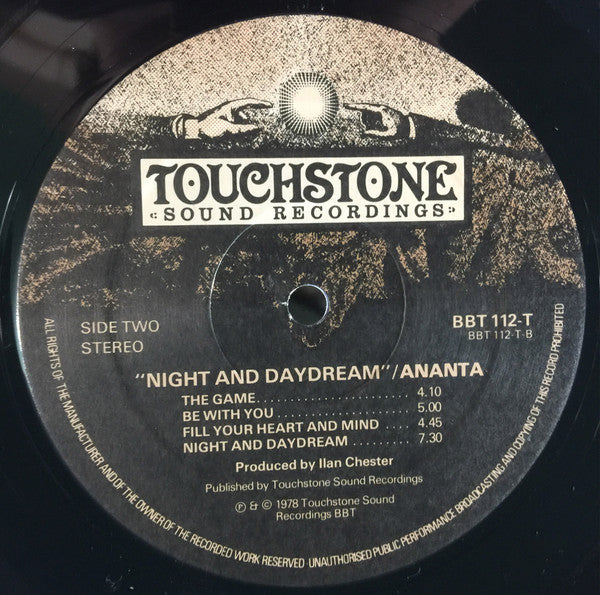 TOUCHSTONE
SOUND RECORDINGS
SIDE TWO
STEREO
BBT 112-T
BBT 112-T-B
"NIGHT AND DAYDREAM"/ANANTA
THE GAME....................... 4.10
BE WITH YOU.................... 5.00
FILL YOUR HEART AND MIND .... 4.45
NIGHT AND DAYDREAM ......... 7.30
Produced by Ilan Chester
Published by Touchstone Sound Recordings
℗ & © 1978 Touchstone Sound
Recordings BBT
ALL RIGHTS OF THE MANUFACTURER AND OF THE OWNER OF THE RECORDED WORK RESERVED · UNAUTHORISED PUBLIC PERFORMANCE BROADCASTING AND COPYING OF THIS RECORD PROHIBITED